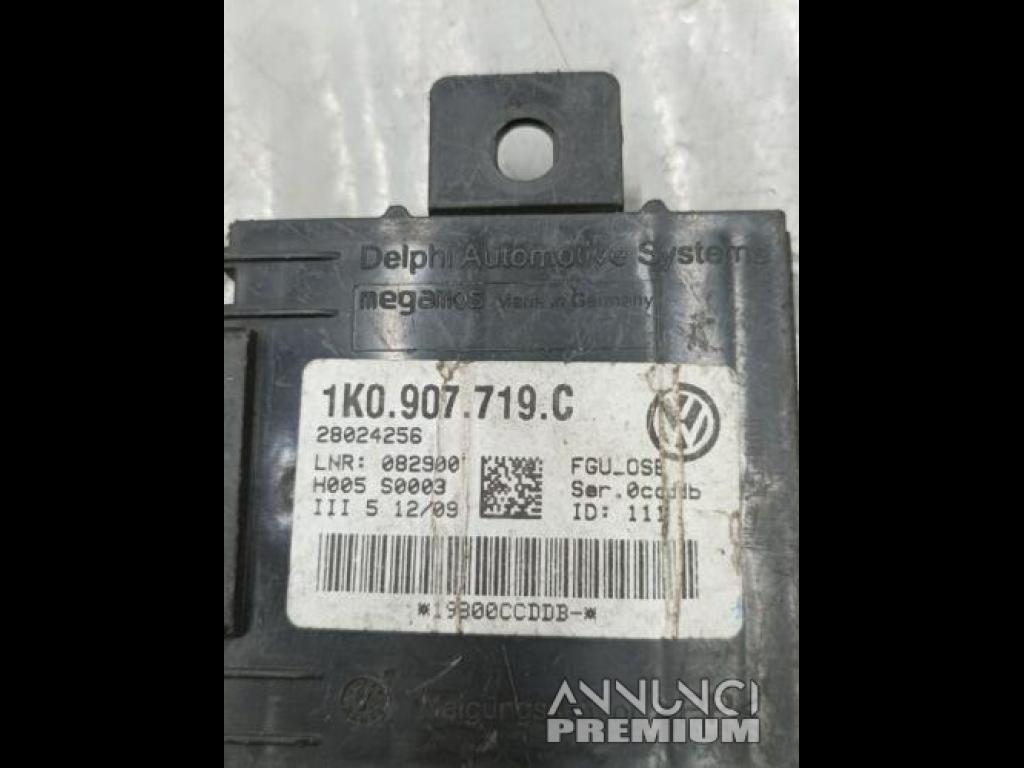 Delphi Automotive Systems
megamos Made in Germany
1K0.907.719.C
28024256
LNR: 082900
FGU_OSB
H005 S0003
Ser.0ccddb
III 5 12/09
ID: 111
*19800CCDDB-*
ANNUNCI
PREMIUM